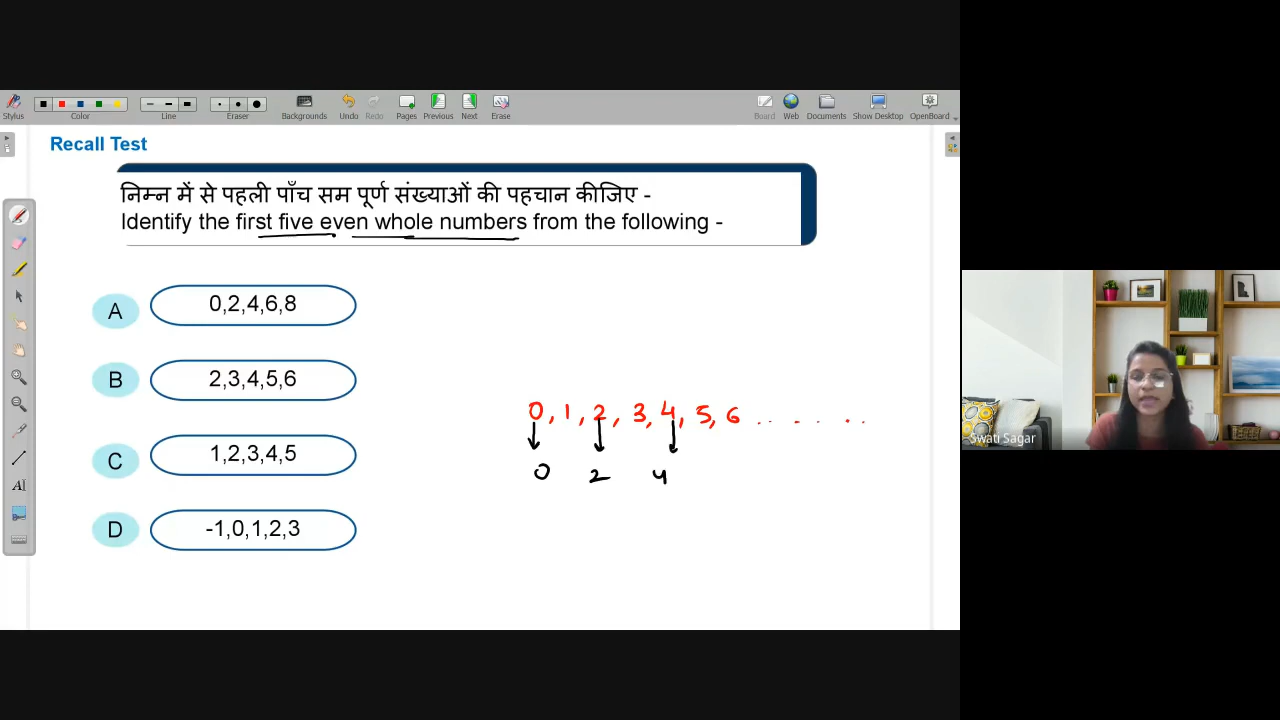 Stylus
Color
Line
Eraser
Backgrounds
Undo
Redo
Pages
Previous
Next
Erase
Board
Web
Documents
Show Desktop
OpenBoard
Recall Test
निम्न में से पहली पाँच सम पूर्ण संख्याओं की पहचान कीजिए -
Identify the first five even whole numbers from the following -
A 0,2,4,6,8
B 2,3,4,5,6
C 1,2,3,4,5
D -1,0,1,2,3
0, 1, 2, 3, 4, 5, 6 . . . . . .
0 2 4
Swati Sagar